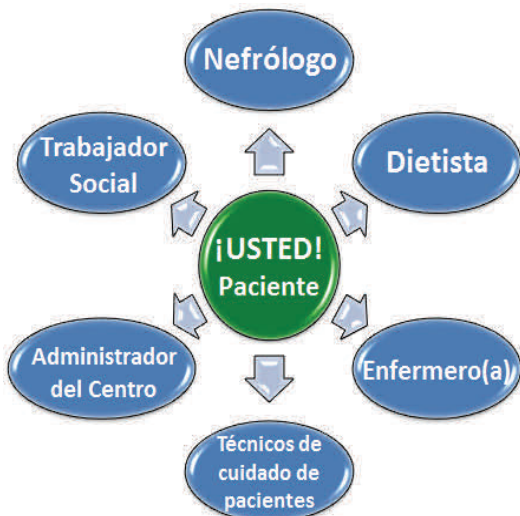 Nefrólogo
Trabajador
Social
Dietista
¡USTED!
Paciente
Administrador
del Centro
Enfermero(a)
Técnicos de
cuidado de
pacientes